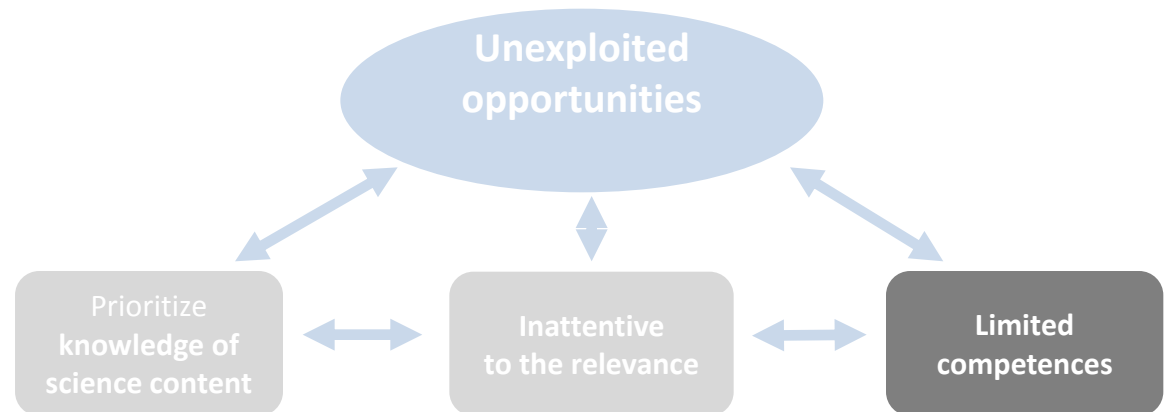 Unexploited
opportunities
Prioritize
knowledge of
science content
Inattentive
to the relevance
Limited
competences